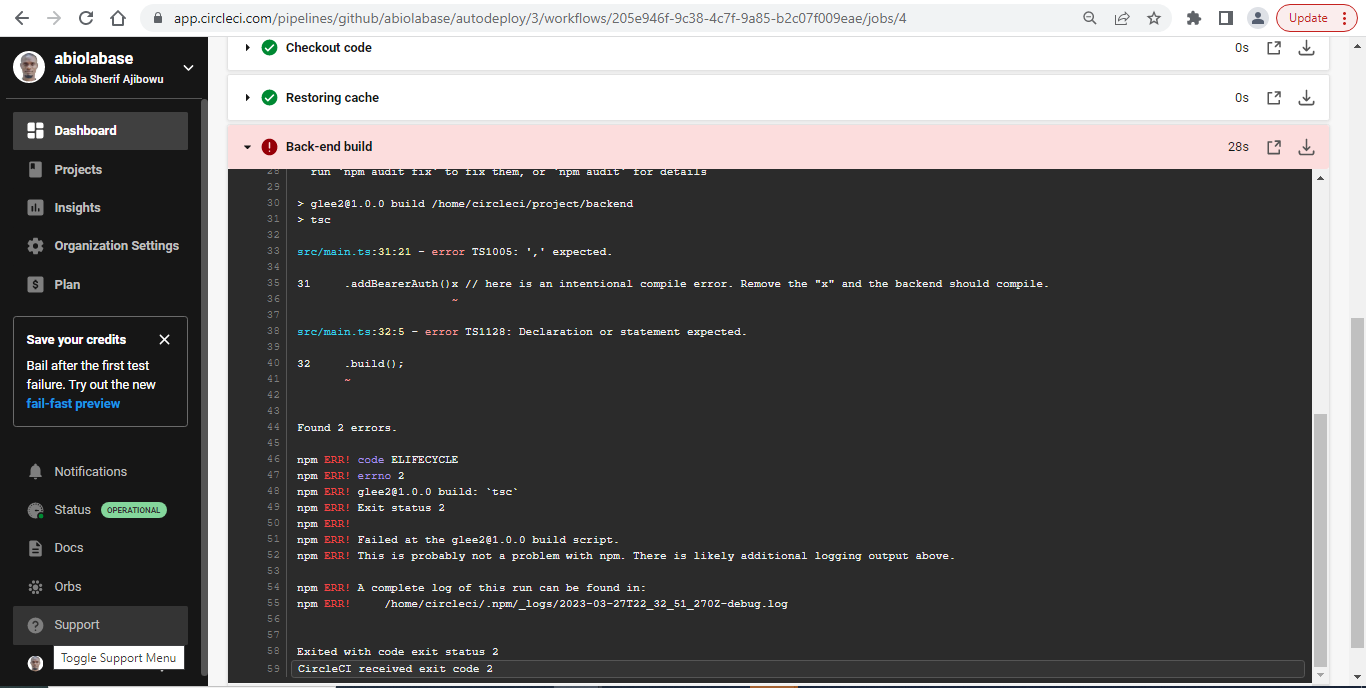 app.circleci.com/pipelines/github/abiolabase/autodeploy/3/workflows/205e946f-9c38-4c7f-9a85-b2c07f009eae/jobs/4
Update
abiolabase
Abiola Sherif Ajibowu
Dashboard
Projects
Insights
Organization Settings
Plan
Save your credits
Bail after the first test
failure. Try out the new
fail-fast preview
Notifications
Status OPERATIONAL
Docs
Orbs
Support
Toggle Support Menu
Checkout code 0s
Restoring cache 0s
Back-end build 28s
28 run `npm audit fix` to fix them, or `npm audit` for details
29
30 > glee2@1.0.0 build /home/circleci/project/backend
31 > tsc
32
33 src/main.ts:31:21 - error TS1005: ',' expected.
34
35 31 .addBearerAuth()x // here is an intentional compile error. Remove the "x" and the backend should compile.
36 ~
37
38 src/main.ts:32:5 - error TS1128: Declaration or statement expected.
39
40 32 .build();
41 ~
42
43
44 Found 2 errors.
45
46 npm ERR! code ELIFECYCLE
47 npm ERR! errno 2
48 npm ERR! glee2@1.0.0 build: `tsc`
49 npm ERR! Exit status 2
50 npm ERR!
51 npm ERR! Failed at the glee2@1.0.0 build script.
52 npm ERR! This is probably not a problem with npm. There is likely additional logging output above.
53
54 npm ERR! A complete log of this run can be found in:
55 npm ERR! /home/circleci/.npm/_logs/2023-03-27T22_32_51_270Z-debug.log
56
57
58 Exited with code exit status 2
59 CircleCI received exit code 2